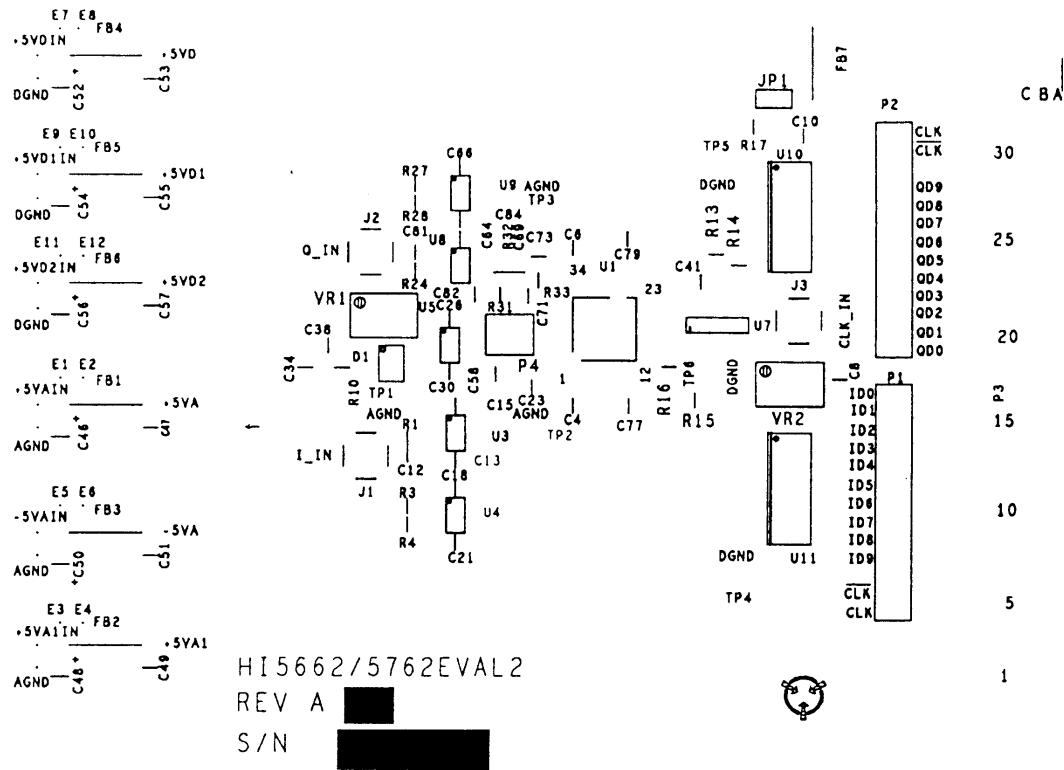 E7 E8
FB4
+5VDIN
+5VD
DGND
C52
+
C53
E9 E10
FB5
+5VD1IN
+5VD1
DGND
C54
+
C55
E11 E12
FB6
+5VD2IN
+5VD2
DGND
C56
+
C57
E1 E2
FB1
+5VAIN
+5VA
AGND
C46
+
C47
E5 E6
FB3
-5VAIN
-5VA
AGND
+C50
C51
E3 E4
FB2
+5VA1IN
+5VA1
AGND
C48
+
C49
C66
R27
R28
C81
J2
Q_IN
R24
U8
U9 AGND
TP3
C64
C84
R32
C69
C73
C6
34
U1
C79
23
R33
C71
R31
C82
C26
U5
VR1
C38
C34
D1
R10
TP1
AGND
C30
C58
P4
C15
C23
AGND
TP2
1
12
C4
C77
R16
TP6
R15
R1
I_IN
J1
C12
R3
R4
U3
C13
C18
U4
C21
FB7
JP1
C10
TP5
R17
U10
DGND
R13
R14
C41
J3
U7
CLK_IN
DGND
C8
VR2
U11
DGND
TP4
P2
CLK
CLK
QD9
QD8
QD7
QD6
QD5
QD4
QD3
QD2
QD1
QD0
P1
ID0
ID1
ID2
ID3
ID4
ID5
ID6
ID7
ID8
ID9
CLK
CLK
C B A
30
25
20
P3
15
10
5
1
HI5662/5762EVAL2
REV A
S/N